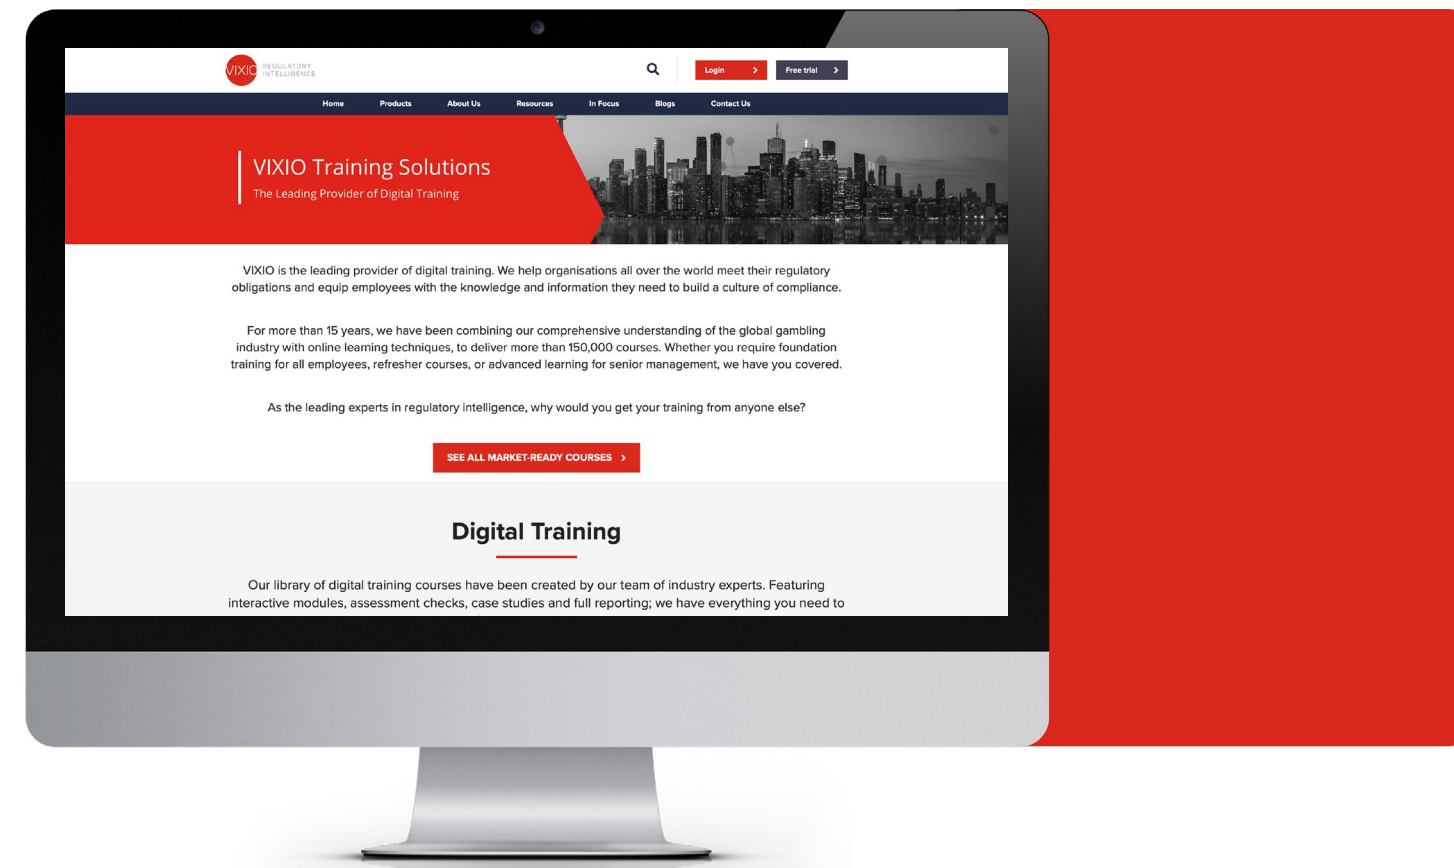 VIXIO REGULATORY
INTELLIGENCE
Login
Free trial
Home Products About Us Resources In Focus Blogs Contact Us
VIXIO Training Solutions
The Leading Provider of Digital Training
VIXIO is the leading provider of digital training. We help organisations all over the world meet their regulatory
obligations and equip employees with the knowledge and information they need to build a culture of compliance.
For more than 15 years, we have been combining our comprehensive understanding of the global gambling
industry with online learning techniques, to deliver more than 150,000 courses. Whether you require foundation
training for all employees, refresher courses, or advanced learning for senior management, we have you covered.
As the leading experts in regulatory intelligence, why would you get your training from anyone else?
SEE ALL MARKET-READY COURSES
Digital Training
Our library of digital training courses have been created by our team of industry experts. Featuring
interactive modules, assessment checks, case studies and full reporting; we have everything you need to